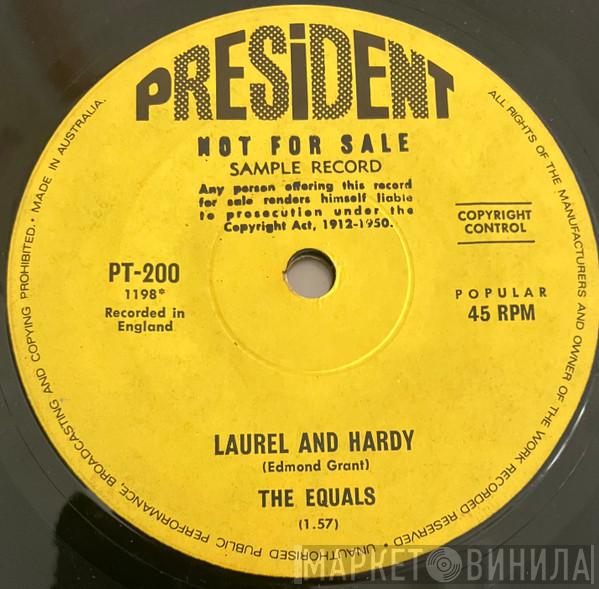 PRESiDENT
NOT FOR SALE
SAMPLE RECORD
Any person offering this record
for sale renders himself liable
to prosecution under the
Copyright Act, 1912-1950.
COPYRIGHT
CONTROL
PT-200
1198*
Recorded in
England
POPULAR
45 RPM
LAUREL AND HARDY
(Edmond Grant)
THE EQUALS
(1.57)
ALL RIGHTS OF THE MANUFACTURERS AND OWNER OF THE WORK RECORDED RESERVED • UNAUTHORISED PUBLIC PERFORMANCE, BROADCASTING AND COPYING PROHIBITED. MADE IN AUSTRALIA.
МАРКЕТ ВИНИЛА